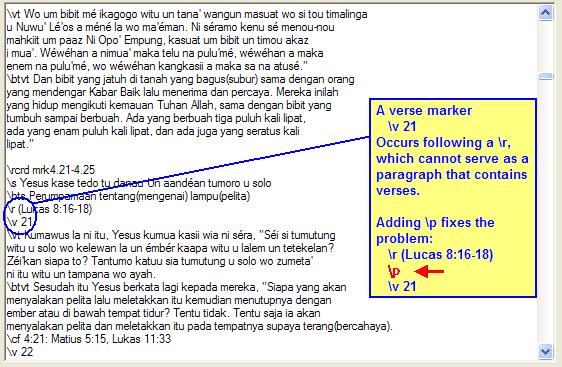 \vt Wo um bibit mé ikagogo witu un tana' wangun masuat wo si tou timalinga
u Nuwu' Lé'os a méné la wo ma'éman. Ni séramo kenu sé menou-nou
mahkiit um paaz Ni Opo' Empung, kasuat um bibit un timou akaz
i mua'. Wéwéhan a nimua' maka telu na pulu'mé, wéwéhan a maka
enem na pulu'mé, wo wéwéhan kangkasii a maka sa na atusé."
\btvt Dan bibit yang jatuh di tanah yang bagus(subur) sama dengan orang
yang mendengar Kabar Baik lalu menerima dan percaya. Mereka inilah
yang hidup mengikuti kemauan Tuhan Allah, sama dengan bibit yang
tumbuh sampai berbuah. Ada yang berbuah tiga puluh kali lipat,
ada yang enam puluh kali lipat, dan ada juga yang seratus kali
lipat."
\rcrd mrk4.21-4.25
\s Yesus kase tedo tu danau Un aandéan tumoro u solo
\bts Perumpamaan tentang(mengenai) lampu(pelita)
\r (Lucas 8:16-18)
\v 21
\vt Kumawus la ni itu, Yesus kumua kasii wia ni séra, "Séi si tumutung
witu u solo wo kelewan la un émbér kaapa witu u lalem un tetekelan?
Zéi'kan siapa to? Tantumo katuu sia tumutung u solo wo zumeta'
ni itu witu un tampana wo ayah.
\btvt Sesudah itu Yesus berkata lagi kepada mereka, "Siapa yang akan
menyalakan pelita lalu meletakkan itu kemudian menutupnya dengan
ember atau di bawah tempat tidur? Tentu tidak. Tentu saja ia akan
menyalakan pelita dan meletakkan itu pada tempatnya supaya terang(bercahaya).
\cf 4:21: Matius 5:15, Lukas 11:33
\v 22
A verse marker
\v 21
Occurs following a \r,
which cannot serve as a
paragraph that contains
verses.
Adding \p fixes the
problem:
\r (Lucas 8:16-18)
\p
\v 21